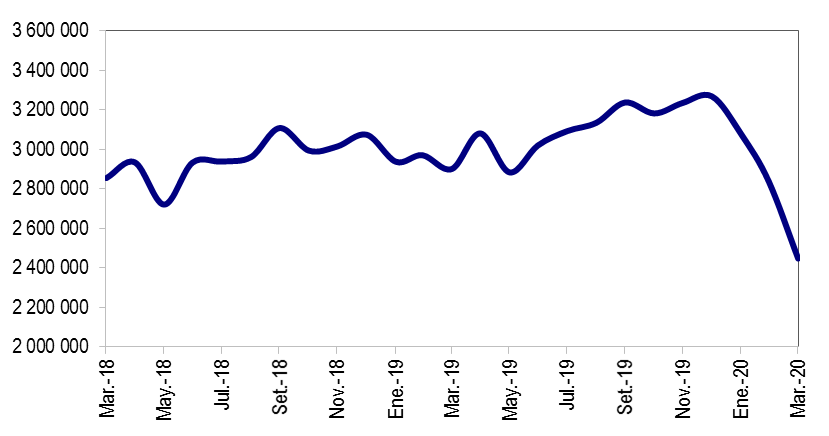 3 600 000
3 400 000
3 200 000
3 000 000
2 800 000
2 600 000
2 400 000
2 200 000
2 000 000
Mar.-18
May.-18
Jul.-18
Set.-18
Nov.-18
Ene.-19
Mar.-19
May.-19
Jul.-19
Set.-19
Nov.-19
Ene.-20
Mar.-20